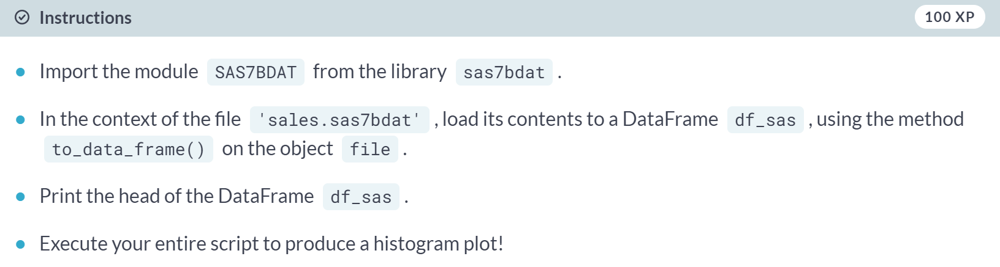 Instructions
100 XP
Import the module SAS7BDAT from the library sas7bdat .
In the context of the file 'sales.sas7bdat' , load its contents to a DataFrame df_sas , using the method
to_data_frame() on the object file .
Print the head of the DataFrame df_sas .
Execute your entire script to produce a histogram plot!